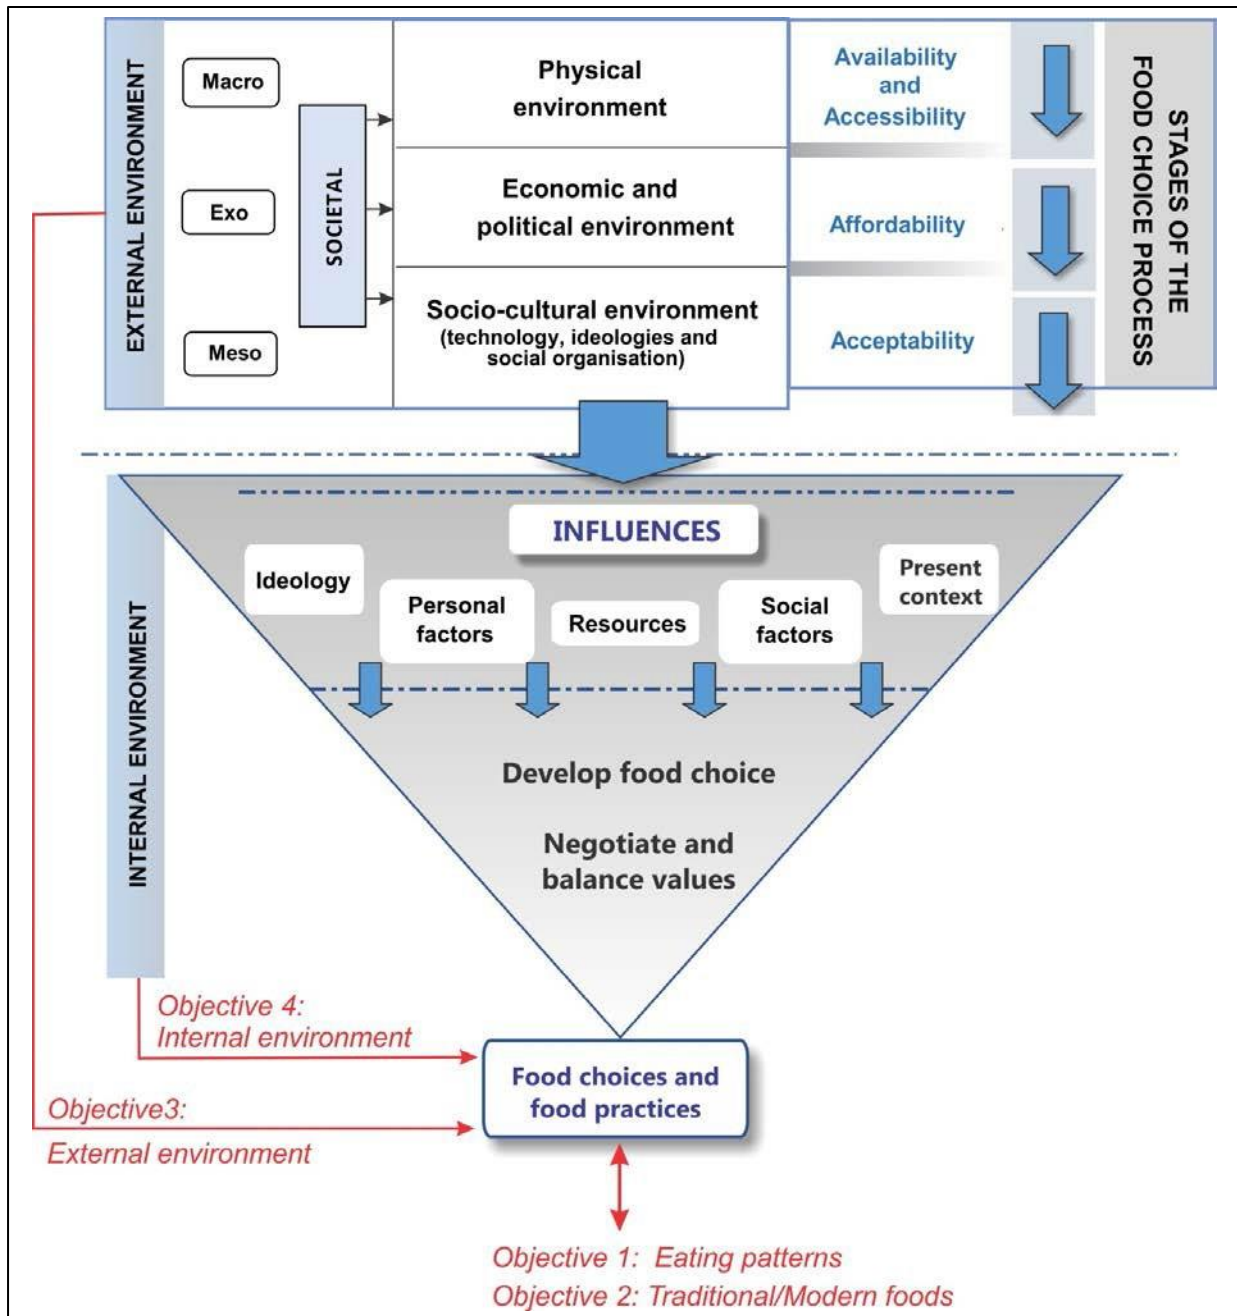 EXTERNAL ENVIRONMENT
Macro
Exo
Meso
SOCIETAL
Physical
environment
Economic and
political environment
Socio-cultural environment
(technology, ideologies and
social organisation)
Availability
and
Accessibility
Affordability
Acceptability
STAGES OF THE
FOOD CHOICE PROCESS
INTERNAL ENVIRONMENT
INFLUENCES
Ideology
Personal
factors
Resources
Social
factors
Present
context
Develop food choice
Negotiate and
balance values
Objective 4:
Internal environment
Food choices and
food practices
Objective3:
External environment
Objective 1: Eating patterns
Objective 2: Traditional/Modern foods